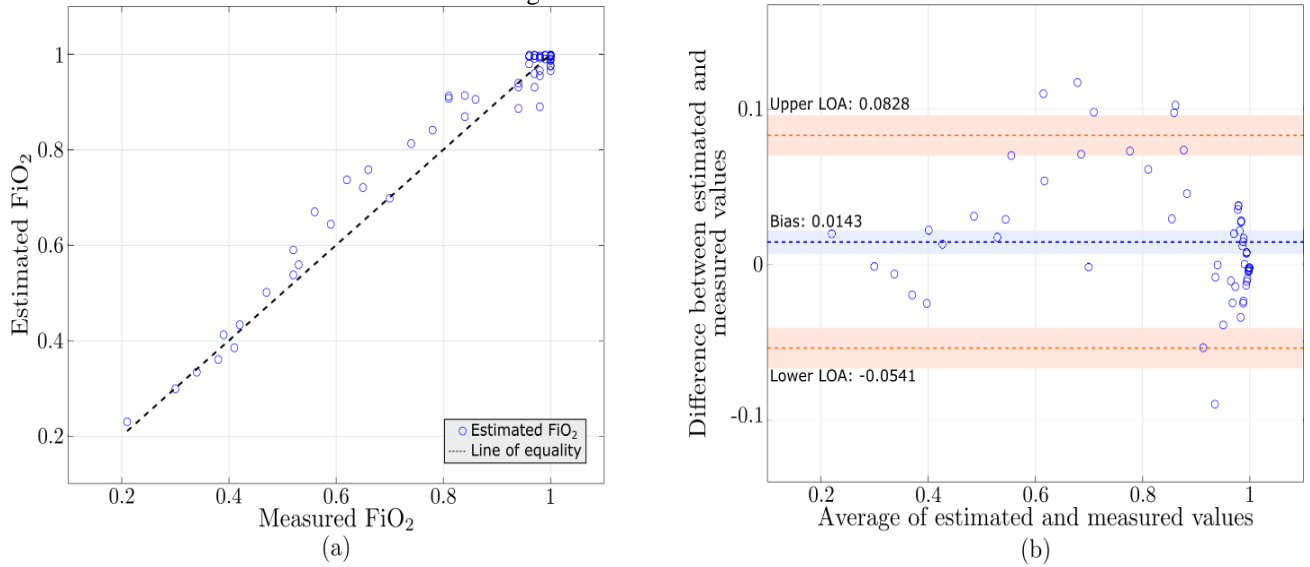 1
0.8
0.6
0.4
0.2
Estimated FiO2
Estimated FiO2
Line of equality
0.2 0.4 0.6 0.8 1
Measured FiO2
(a)
Difference between estimated and
measured values
0.1
0
-0.1
Upper LOA: 0.0828
Bias: 0.0143
Lower LOA: -0.0541
0.2 0.4 0.6 0.8 1
Average of estimated and measured values
(b)